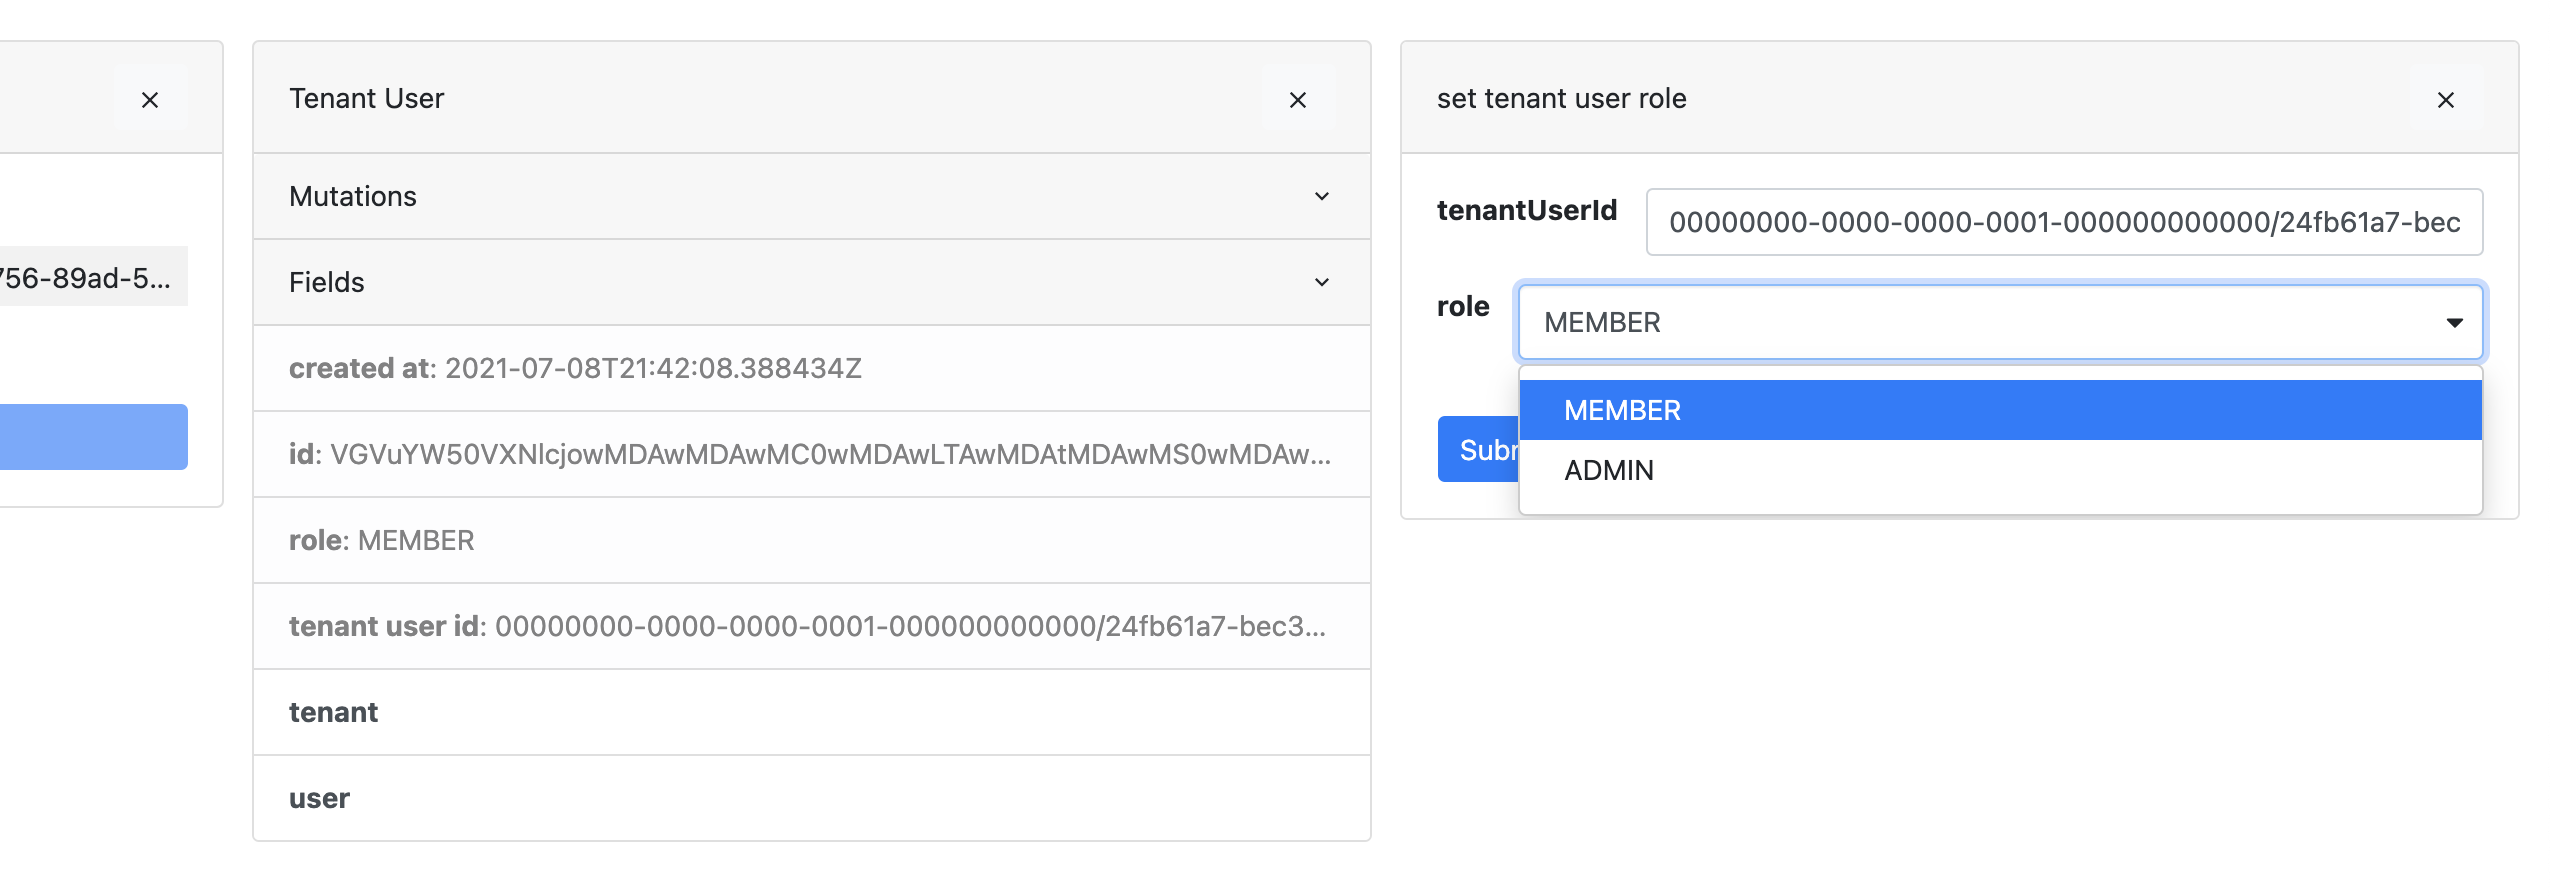 756-89ad-5...
Tenant User
Mutations
Fields
created at: 2021-07-08T21:42:08.388434Z
id: VGVuYW50VXNlcjowMDAwMDAwMC0wMDAwLTAwMDAtMDAwMS0wMDAw...
role: MEMBER
tenant user id: 00000000-0000-0000-0001-000000000000/24fb61a7-bec3...
tenant
user
set tenant user role
tenantUserId 00000000-0000-0000-0001-000000000000/24fb61a7-bec
role MEMBER
MEMBER
ADMIN